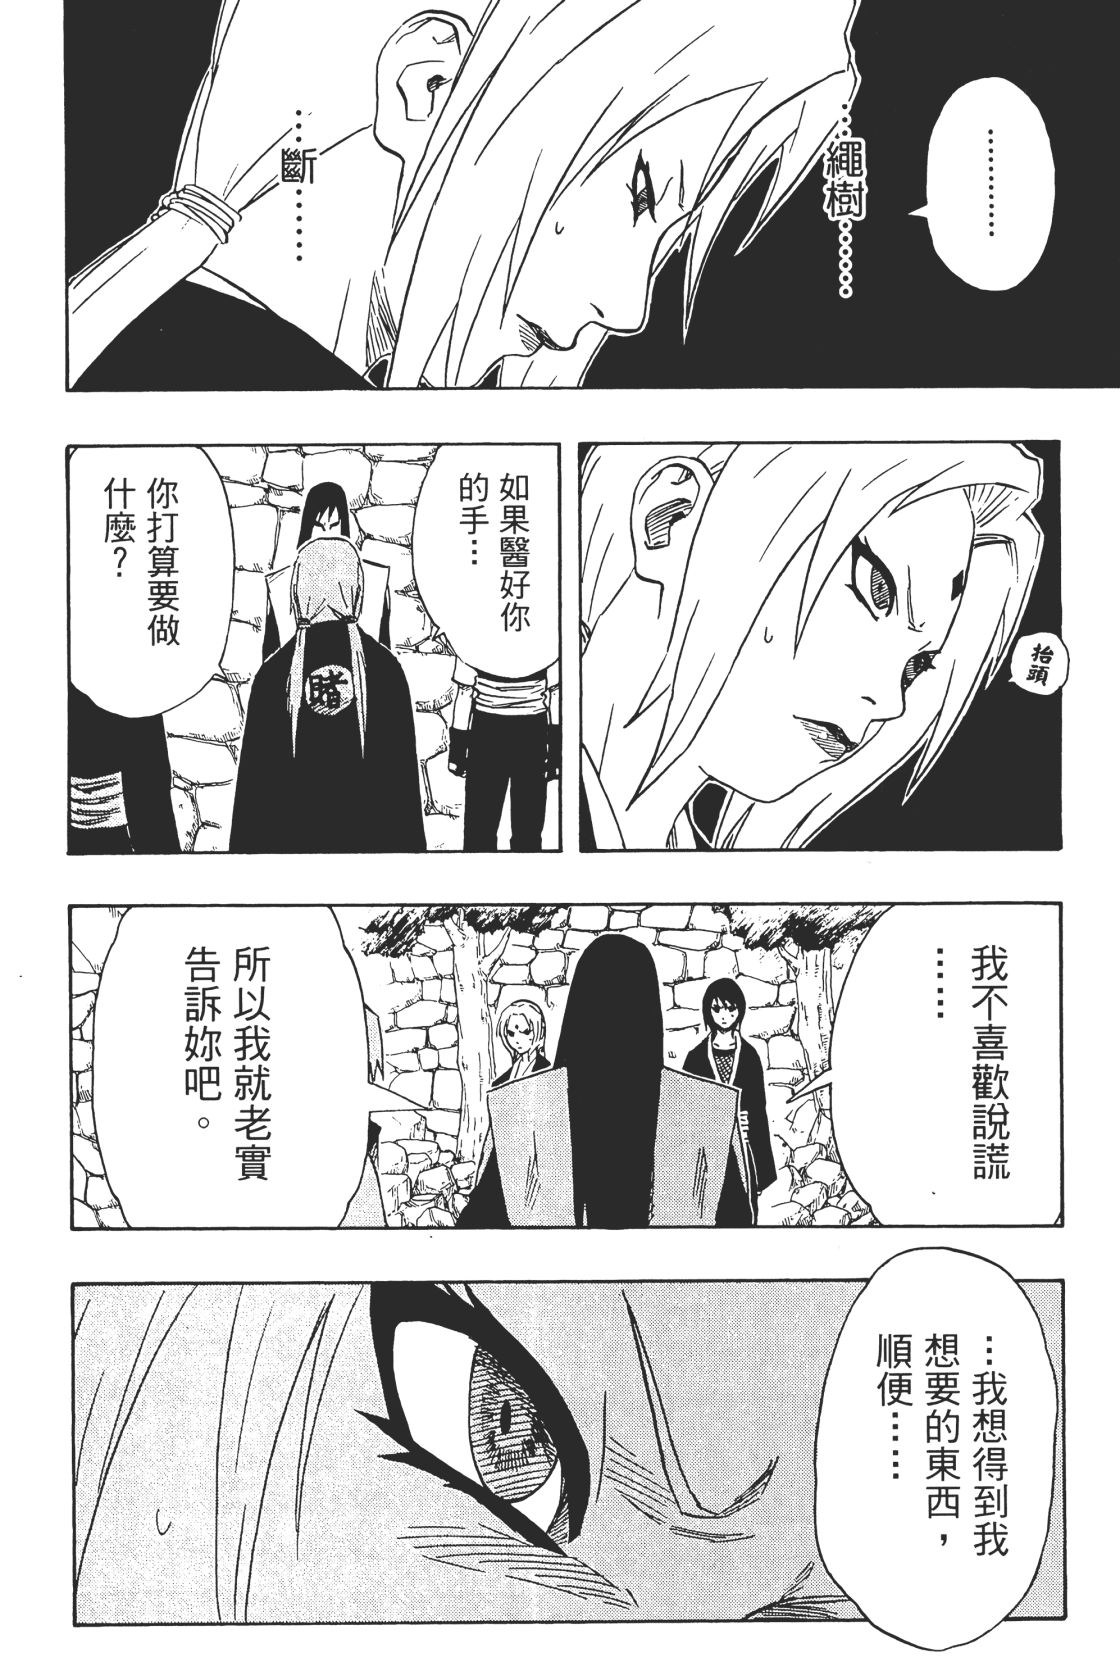 …………
…繩樹……
…斷……
抬頭
如果醫好你
的手…
你打算要做
什麼?
賭
我不喜歡說謊
……
所以我就老實
告訴妳吧。
…我想得到我
想要的東西，
順便……